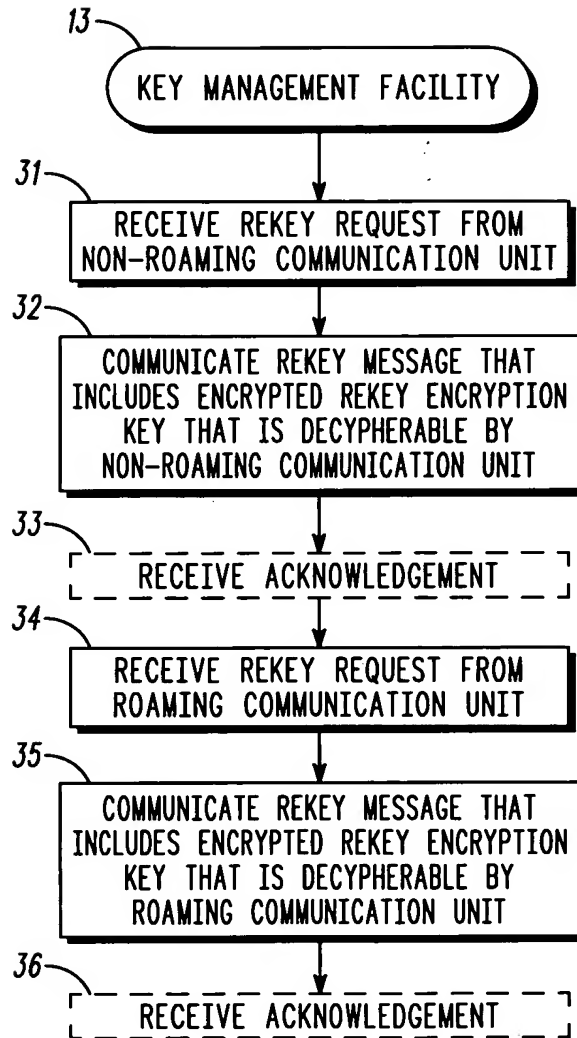 13
KEY MANAGEMENT FACILITY
31
RECEIVE REKEY REQUEST FROM
NON-ROAMING COMMUNICATION UNIT
32
COMMUNICATE REKEY MESSAGE THAT
INCLUDES ENCRYPTED REKEY ENCRYPTION
KEY THAT IS DECYPHERABLE BY
NON-ROAMING COMMUNICATION UNIT
33
RECEIVE ACKNOWLEDGEMENT
34
RECEIVE REKEY REQUEST FROM
ROAMING COMMUNICATION UNIT
35
COMMUNICATE REKEY MESSAGE THAT
INCLUDES ENCRYPTED REKEY ENCRYPTION
KEY THAT IS DECYPHERABLE BY
ROAMING COMMUNICATION UNIT
36
RECEIVE ACKNOWLEDGEMENT